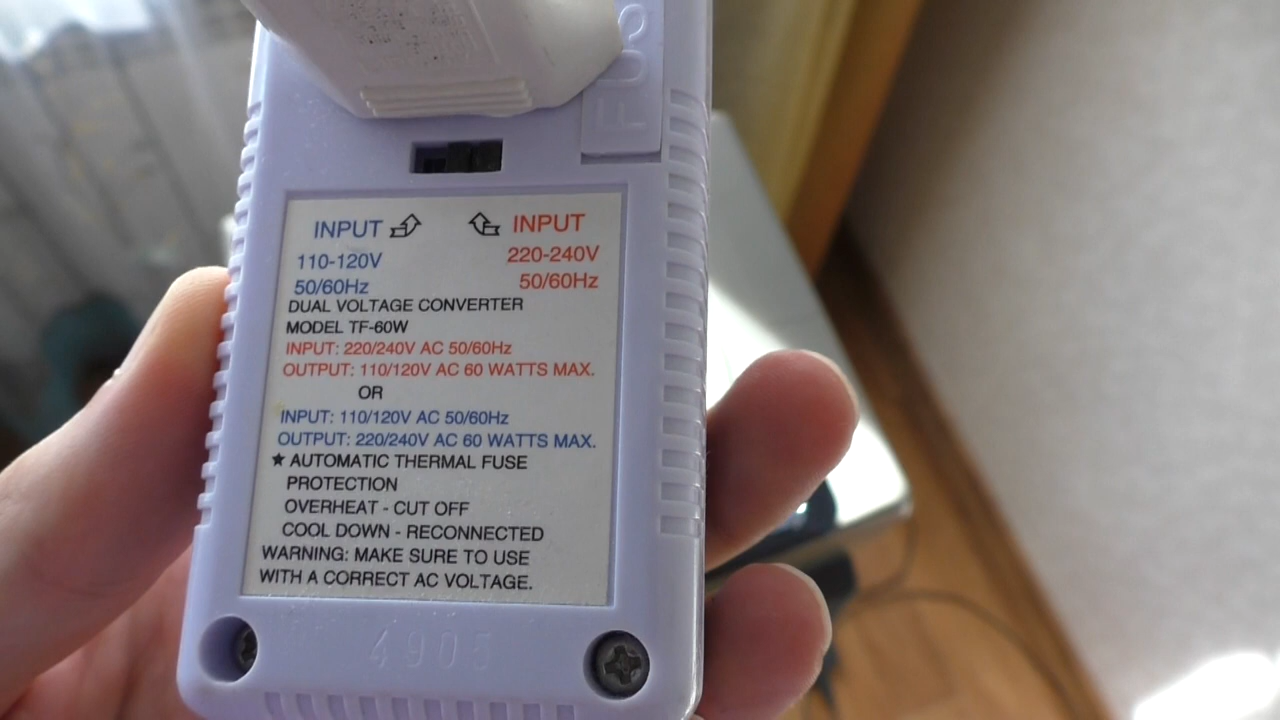 FUS
INPUT INPUT
110-120V 220-240V
50/60Hz 50/60Hz
DUAL VOLTAGE CONVERTER
MODEL TF-60W
INPUT: 220/240V AC 50/60Hz
OUTPUT: 110/120V AC 60 WATTS MAX.
OR
INPUT: 110/120V AC 50/60Hz
OUTPUT: 220/240V AC 60 WATTS MAX.
★ AUTOMATIC THERMAL FUSE
PROTECTION
OVERHEAT - CUT OFF
COOL DOWN - RECONNECTED
WARNING: MAKE SURE TO USE
WITH A CORRECT AC VOLTAGE.
4905